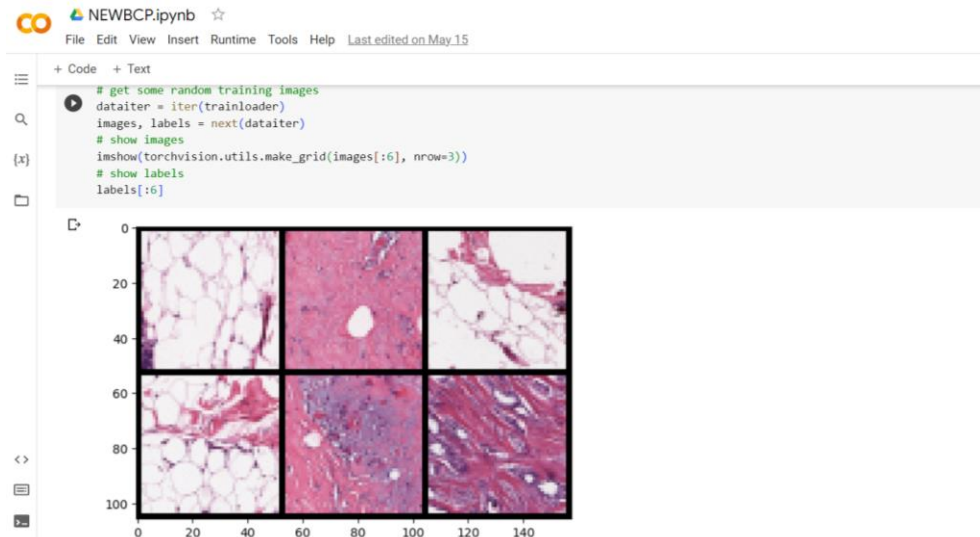 NEWBCP.ipynb
File Edit View Insert Runtime Tools Help Last edited on May 15
+ Code + Text
# get some random training images
dataiter = iter(trainloader)
images, labels = next(dataiter)
# show images
imshow(torchvision.utils.make_grid(images[:6], nrow=3))
# show labels
labels[:6]
{x}
0
20
40
60
80
100
0 20 40 60 80 100 120 140